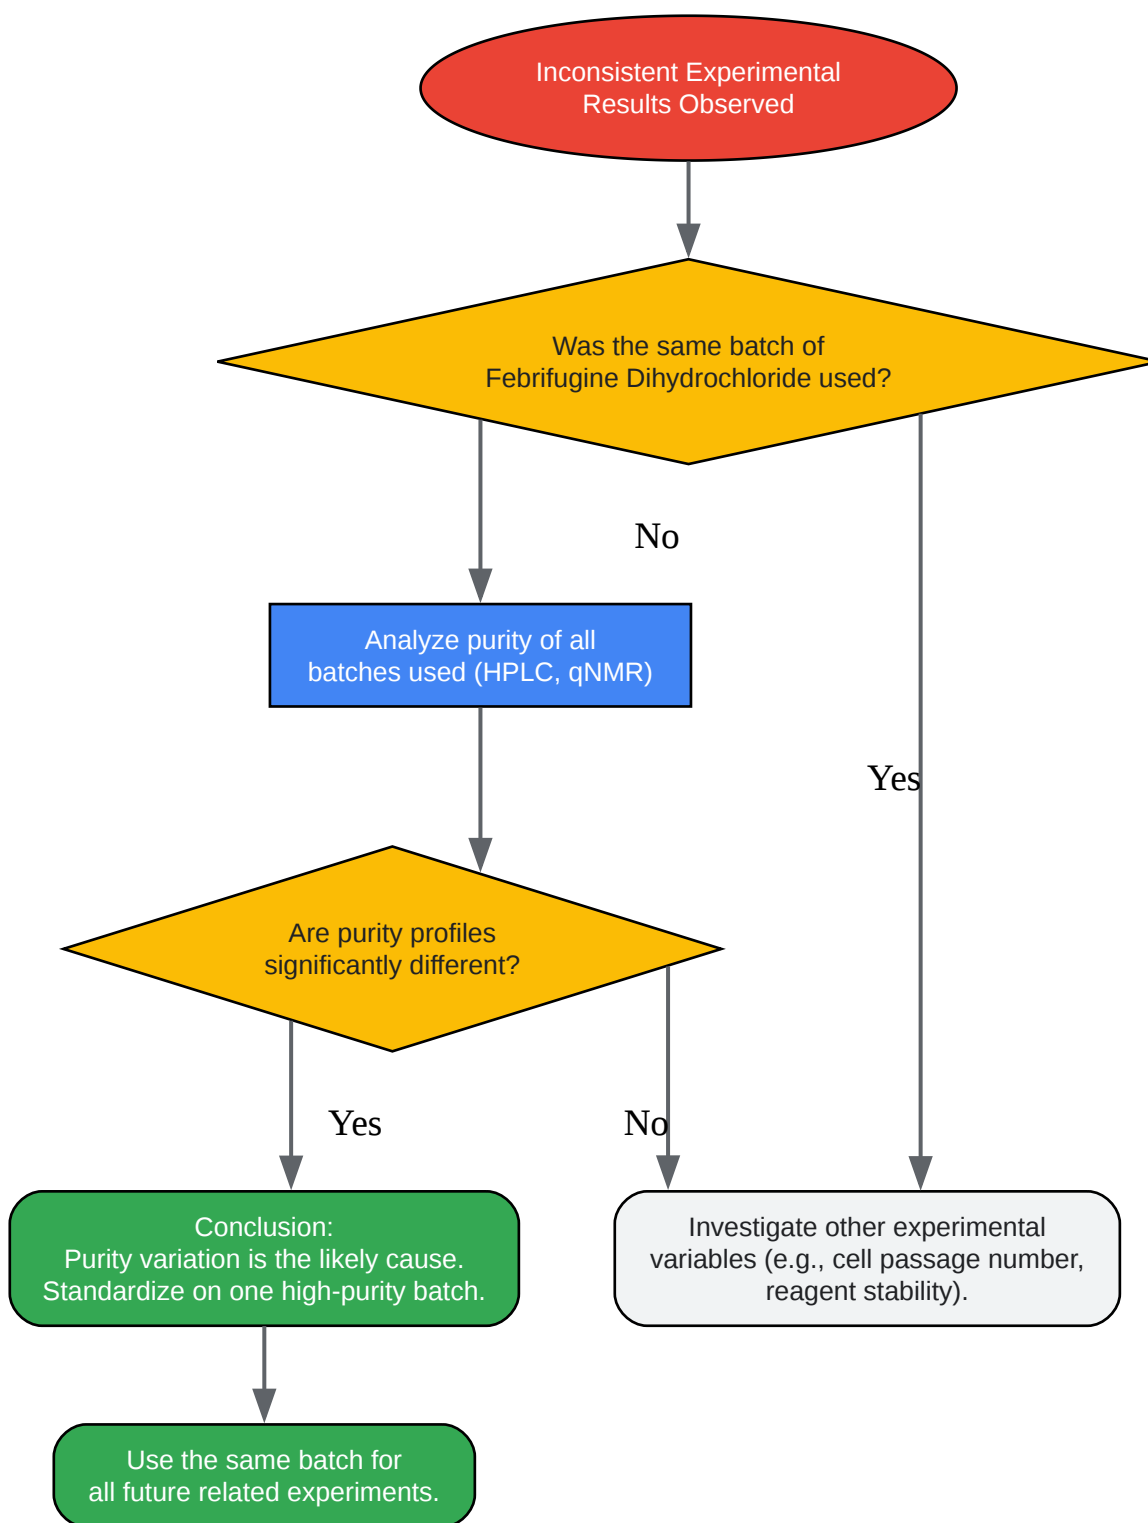 Inconsistent Experimental
Results Observed
Was the same batch of
Febrifugine Dihydrochloride used?
No
Analyze purity of all
batches used (HPLC, qNMR)
Yes
Are purity profiles
significantly different?
Yes
No
Conclusion:
Purity variation is the likely cause.
Standardize on one high-purity batch.
Investigate other experimental
variables (e.g., cell passage number,
reagent stability).
Use the same batch for
all future related experiments.